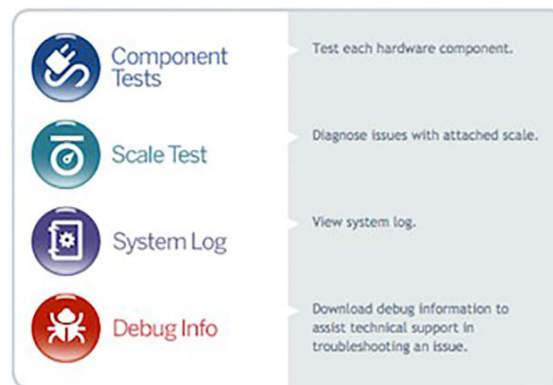 Component
Tests
Test each hardware component.
Scale Test
Diagnose issues with attached scale.
System Log
View system log.
Debug Info
Download debug information to
assist technical support in
troubleshooting an issue.